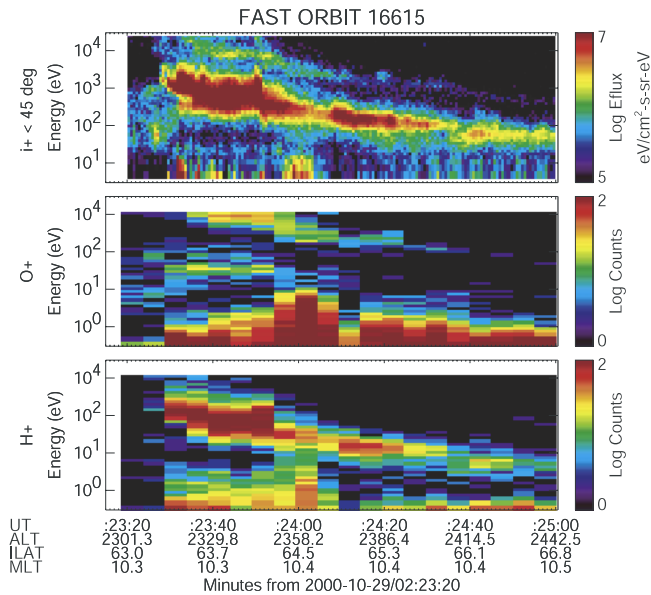 FAST ORBIT 16615
i+ < 45 deg
Energy (eV)
10⁴
10³
10²
10¹
7
5
Log Eflux
eV/cm²-s-sr-eV
O+
Energy (eV)
10⁴
10²
10¹
10⁰
2
0
Log Counts
H+
Energy (eV)
10⁴
10²
10¹
10⁰
2
0
Log Counts
UT :23:20 :23:40 :24:00 :24:20 :24:40 :25:00
ALT 2301.3 2329.8 2358.2 2386.4 2414.5 2442.5
ILAT 63.0 63.7 64.5 65.3 66.1 66.8
MLT 10.3 10.3 10.4 10.4 10.4 10.5
Minutes from 2000-10-29/02:23:20